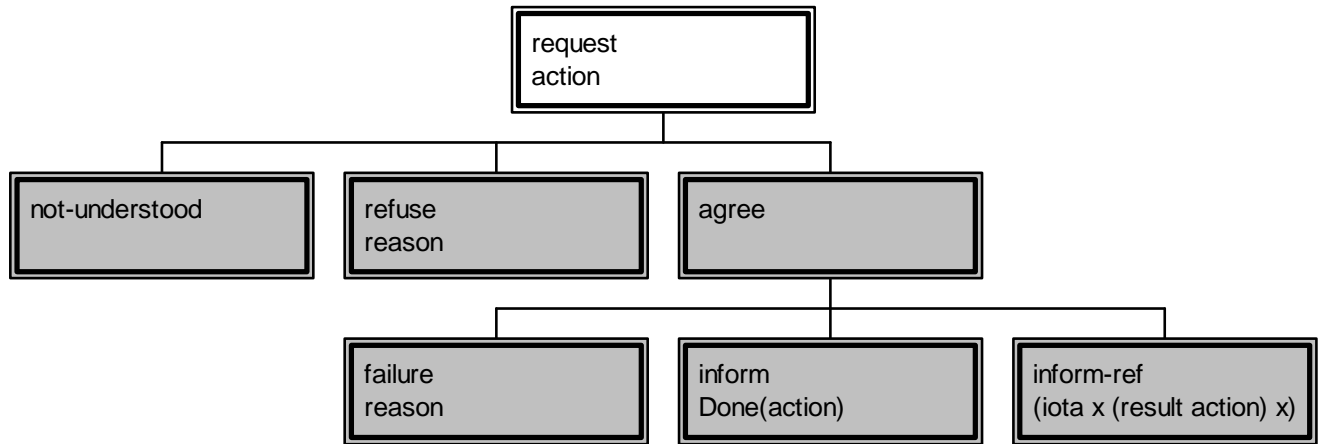 request
action
not-understood
refuse
reason
agree
failure
reason
inform
Done(action)
inform-ref
(iota x (result action) x)